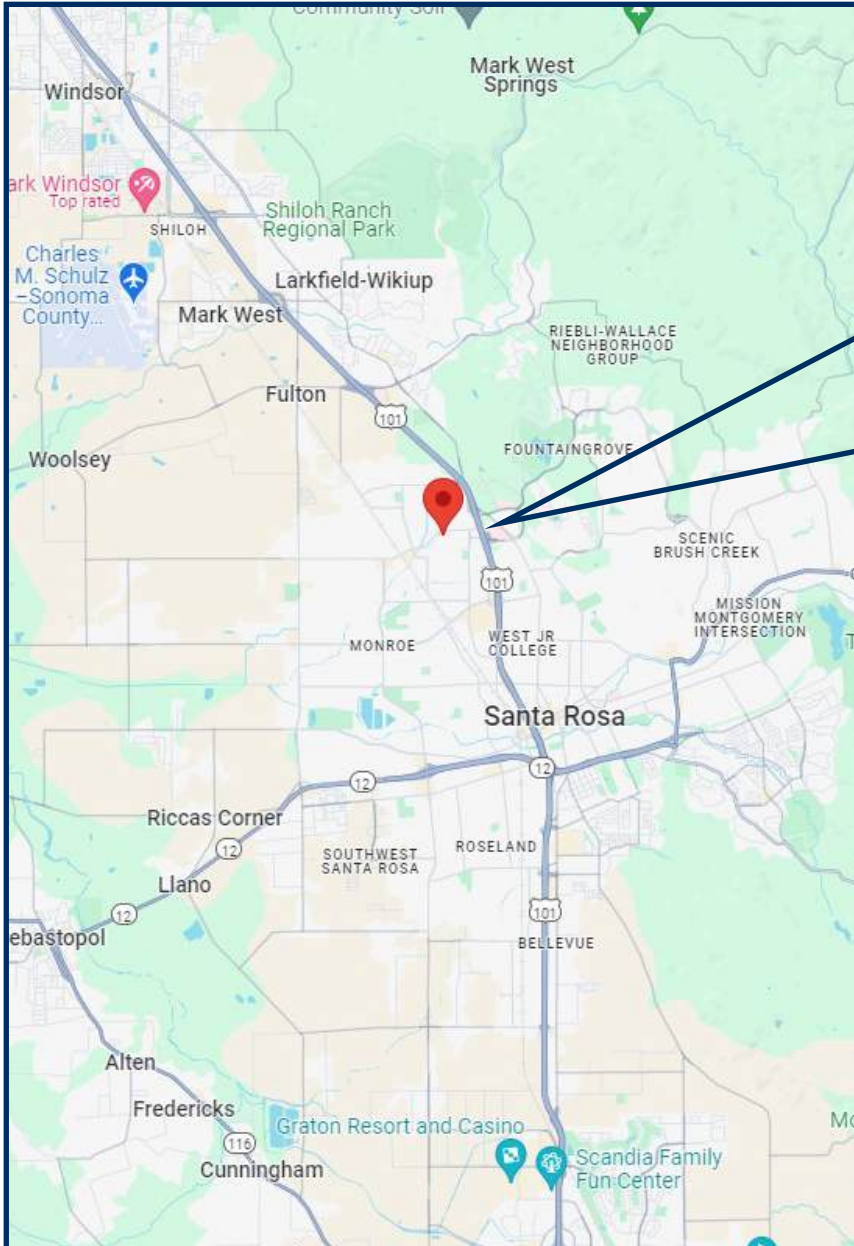 Community Soil
Mark West
Springs
Windsor
ark Windsor
Top rated
SHILOH
Shiloh Ranch
Regional Park
Charles
M. Schulz
–Sonoma
County...
Larkfield-Wikiup
Mark West
RIEBLI-WALLACE
NEIGHBORHOOD
GROUP
Fulton
101
FOUNTAINGROVE
Woolsey
SCENIC
BRUSH CREEK
101
MISSION
MONTGOMERY
INTERSECTION
MONROE
WEST JR
COLLEGE
Santa Rosa
12
12
Riccas Corner
12
SOUTHWEST
SANTA ROSA
ROSELAND
Llano
12
101
ebastopol
BELLEVUE
Alten
Fredericks
Graton Resort and Casino
116
Cunningham
Scandia Family
Fun Center